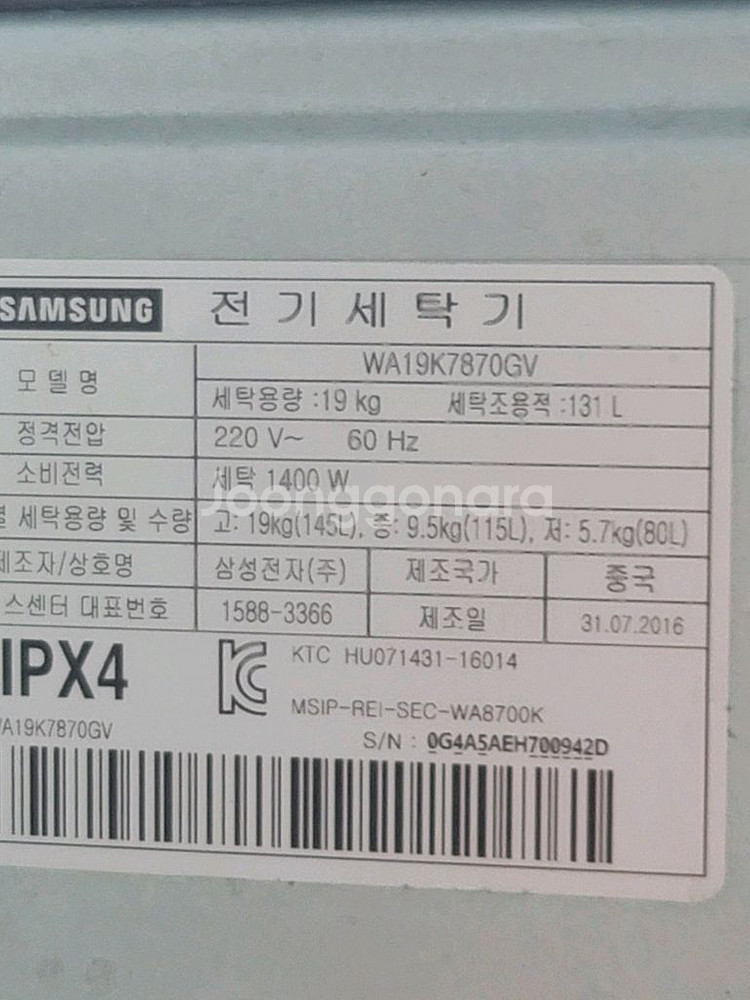 SAMSUNG 전기세탁기
모델명 WA19K7870GV
세탁용량 :19 kg 세탁조용적 :131 L
정격전압 220 V~ 60 Hz
소비전력 세탁 1400 W
세탁용량 및 수량 고: 19kg(145L), 중: 9.5kg(115L), 저: 5.7kg(80L)
제조자/상호명 삼성전자(주) 제조국가 중국
스센터 대표번호 1588-3366 제조일 31.07.2016
IPX4
KTC HU071431-16014
MSIP-REI-SEC-WA8700K
A19K7870GV
S/N : 0G4A5AEH700942D
Joonggonara